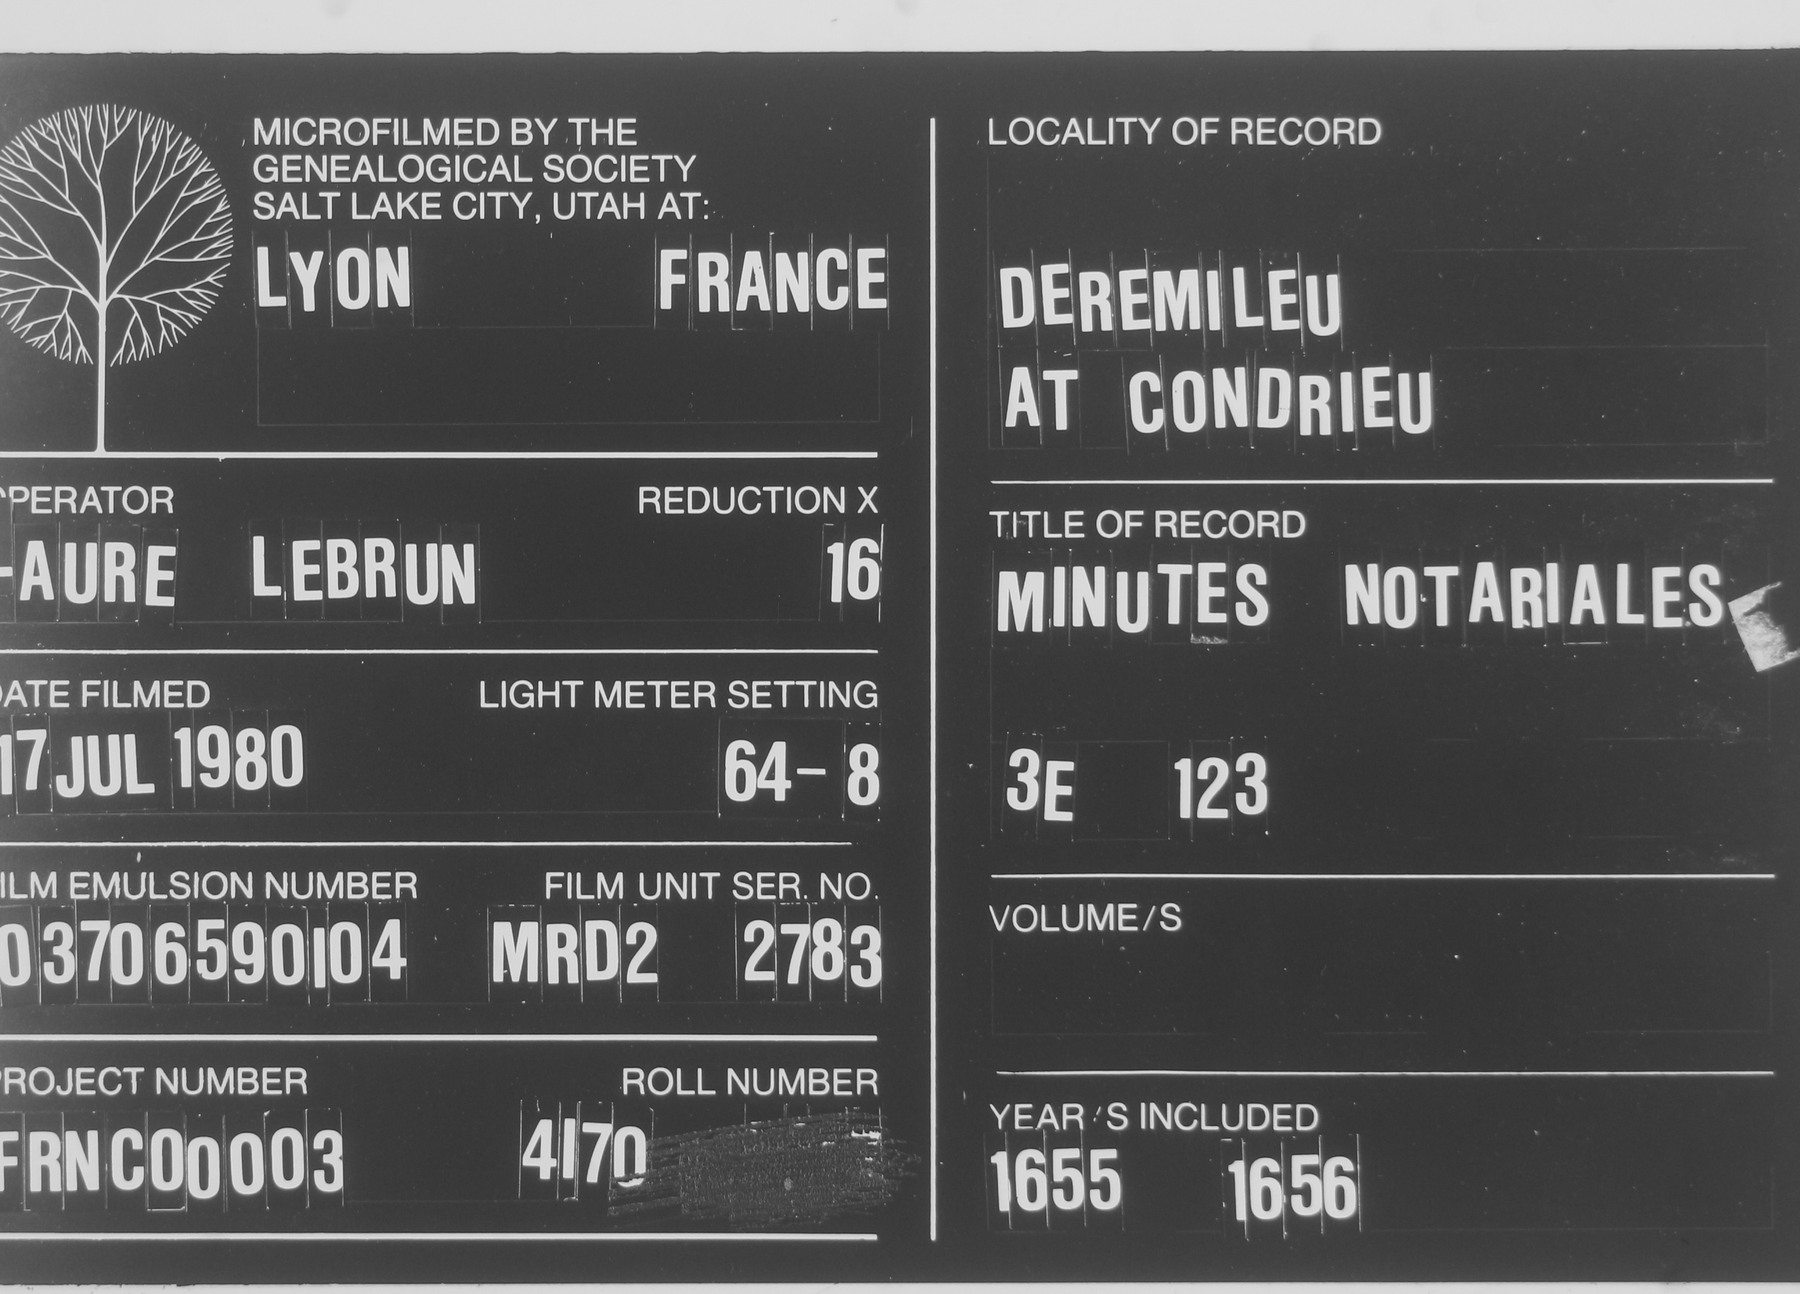 MICROFILMED BY THE
GENEALOGICAL SOCIETY
SALT LAKE CITY, UTAH AT:
LYON FRANCE
PERATOR REDUCTION X
AURE LEBRUN 16
ATE FILMED LIGHT METER SETTING
17 JUL 1980 64-8
ILM EMULSION NUMBER FILM UNIT SER. NO.
03706590104 MRD2 2783
ROJECT NUMBER ROLL NUMBER
FRNC00003 4170
LOCALITY OF RECORD
DEREMILEU
AT CONDRIEU
TITLE OF RECORD
MINUTES NOTARIALES
3E 123
VOLUME/S
YEAR/S INCLUDED
1655 1656